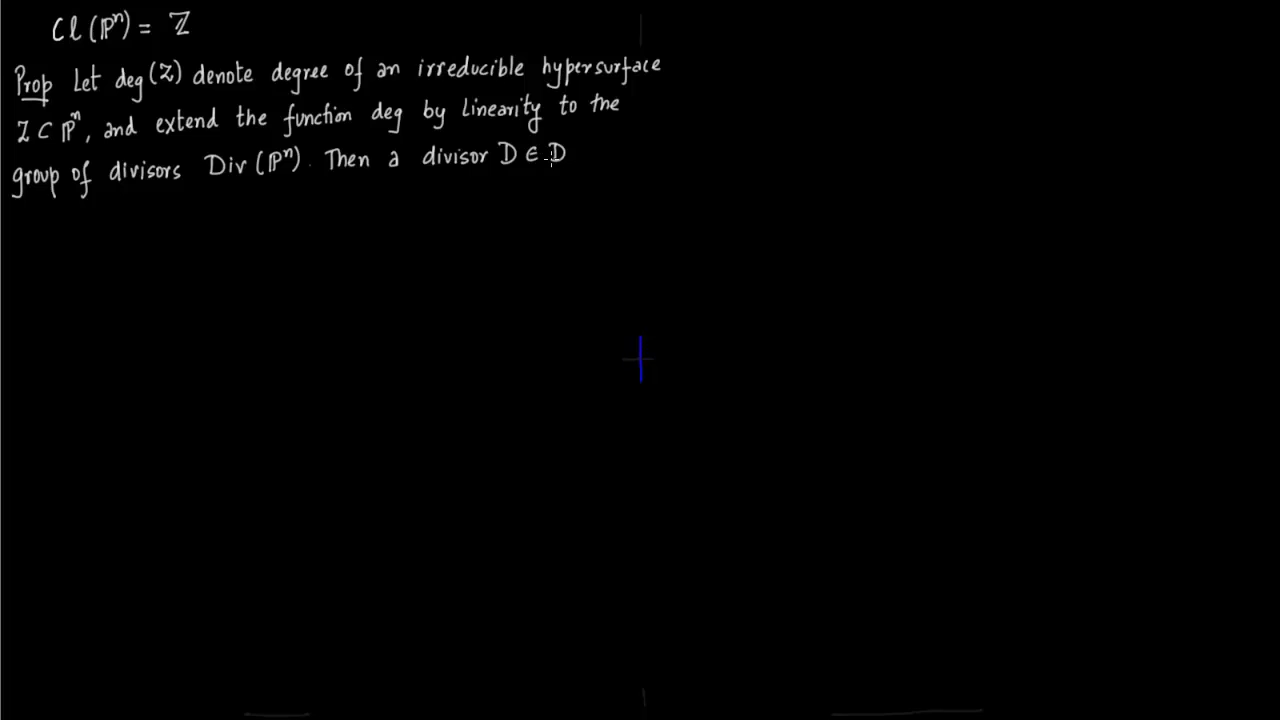 Cl(ℙⁿ) = ℤ
Prop Let deg(Z) denote degree of an irreducible hypersurface
Z ⊂ ℙⁿ, and extend the function deg by linearity to the
group of divisors Div(ℙⁿ). Then a divisor D ∈ D